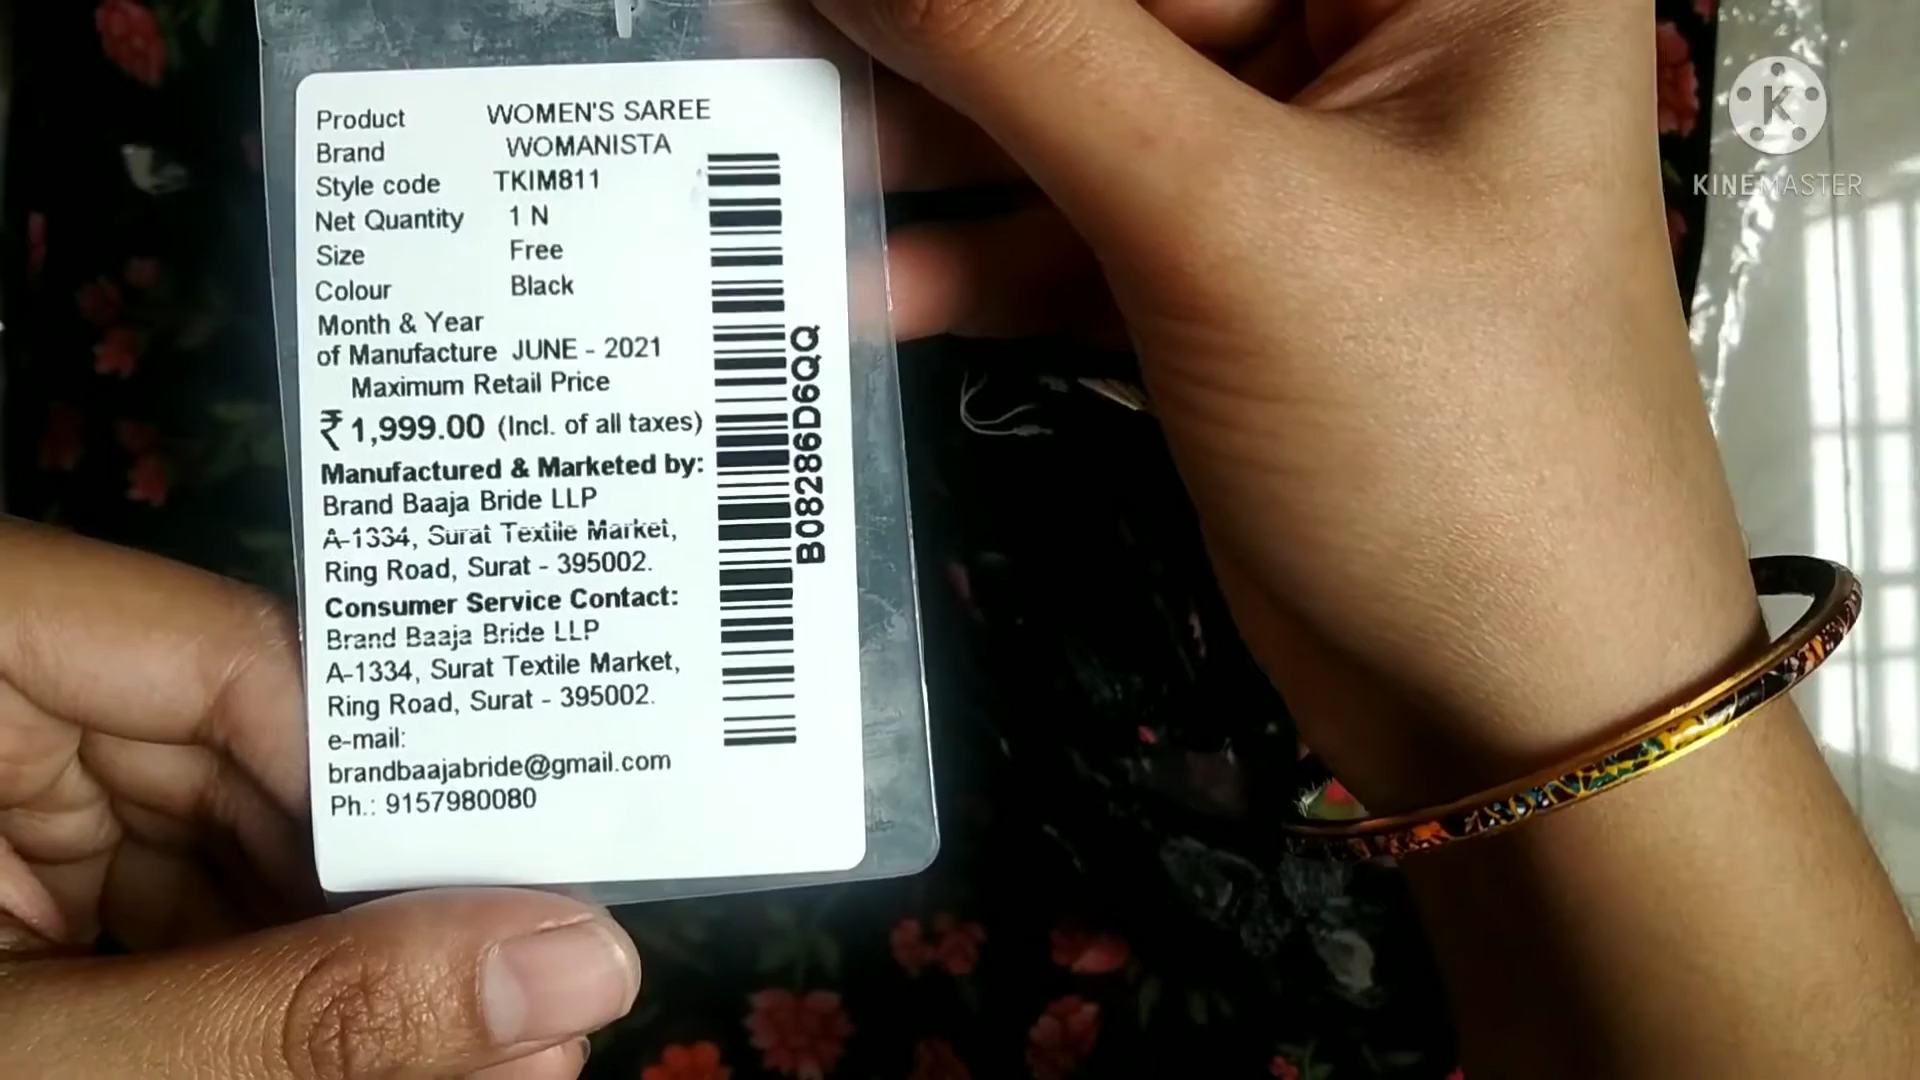 Product WOMEN'S SAREE
Brand WOMANISTA
Style code TKIM811
Net Quantity 1 N
Size Free
Colour Black
Month & Year
of Manufacture JUNE - 2021
Maximum Retail Price
₹ 1,999.00 (Incl. of all taxes)
Manufactured & Marketed by:
Brand Baaja Bride LLP
A-1334, Surat Textile Market,
Ring Road, Surat - 395002.
Consumer Service Contact:
Brand Baaja Bride LLP
A-1334, Surat Textile Market,
Ring Road, Surat - 395002.
e-mail:
brandbaajabride@gmail.com
Ph.: 9157980080
B08286D6QQ
K
KINEMASTER